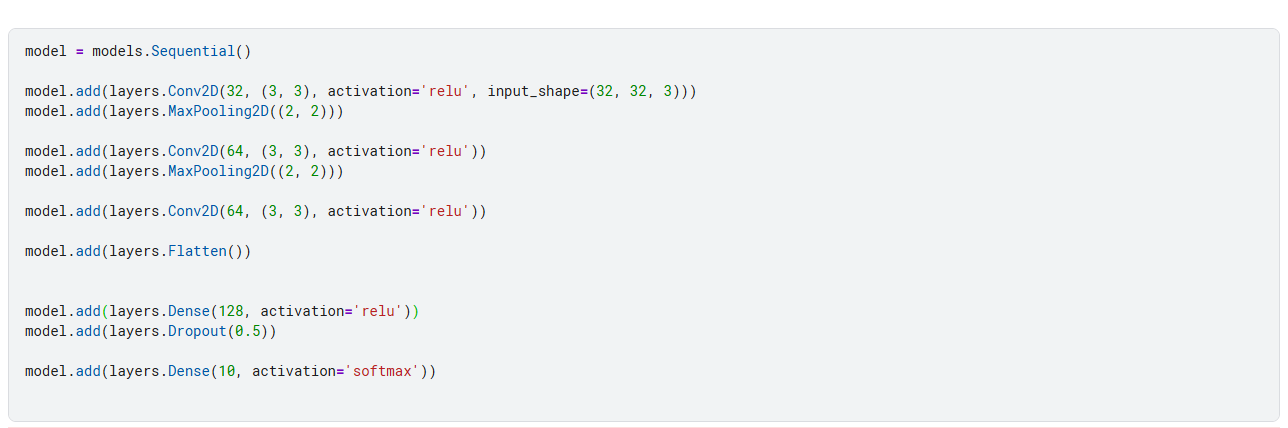 model = models.Sequential()
model.add(layers.Conv2D(32, (3, 3), activation='relu', input_shape=(32, 32, 3)))
model.add(layers.MaxPooling2D((2, 2)))
model.add(layers.Conv2D(64, (3, 3), activation='relu'))
model.add(layers.MaxPooling2D((2, 2)))
model.add(layers.Conv2D(64, (3, 3), activation='relu'))
model.add(layers.Flatten())
model.add(layers.Dense(128, activation='relu'))
model.add(layers.Dropout(0.5))
model.add(layers.Dense(10, activation='softmax'))